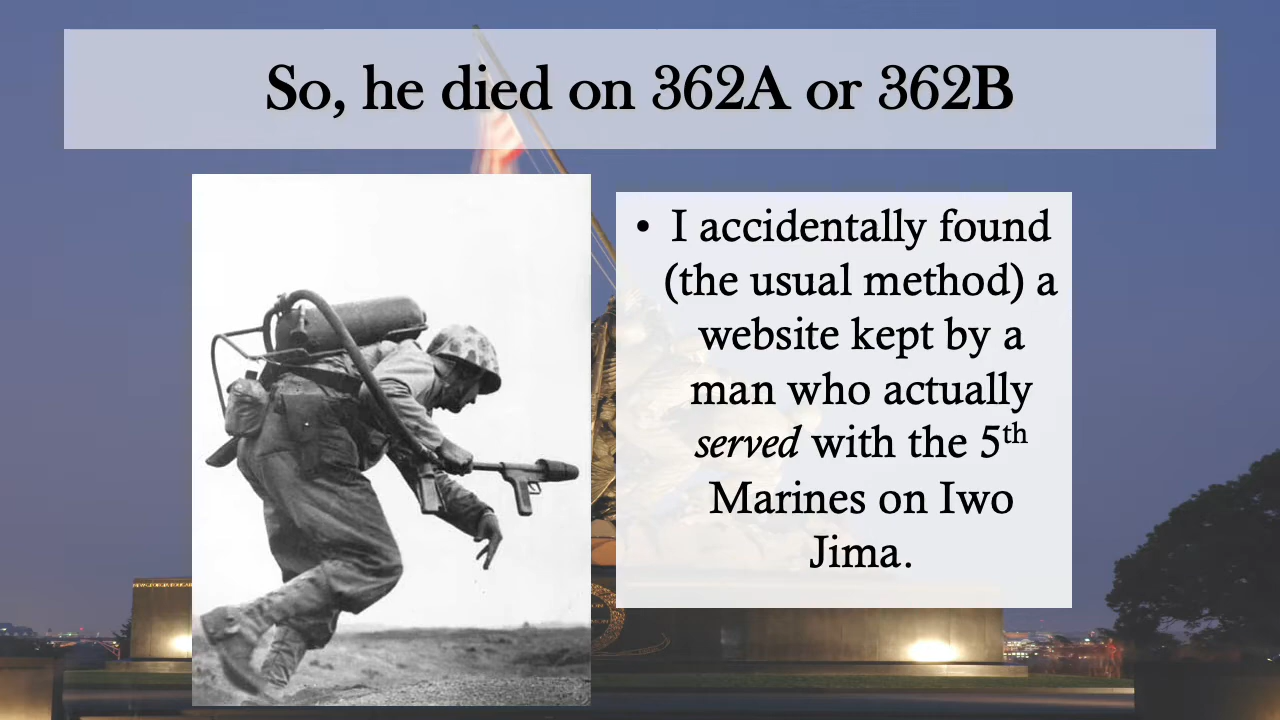 So, he died on 362A or 362B
• I accidentally found
(the usual method) a
website kept by a
man who actually
served with the 5th
Marines on Iwo
Jima.